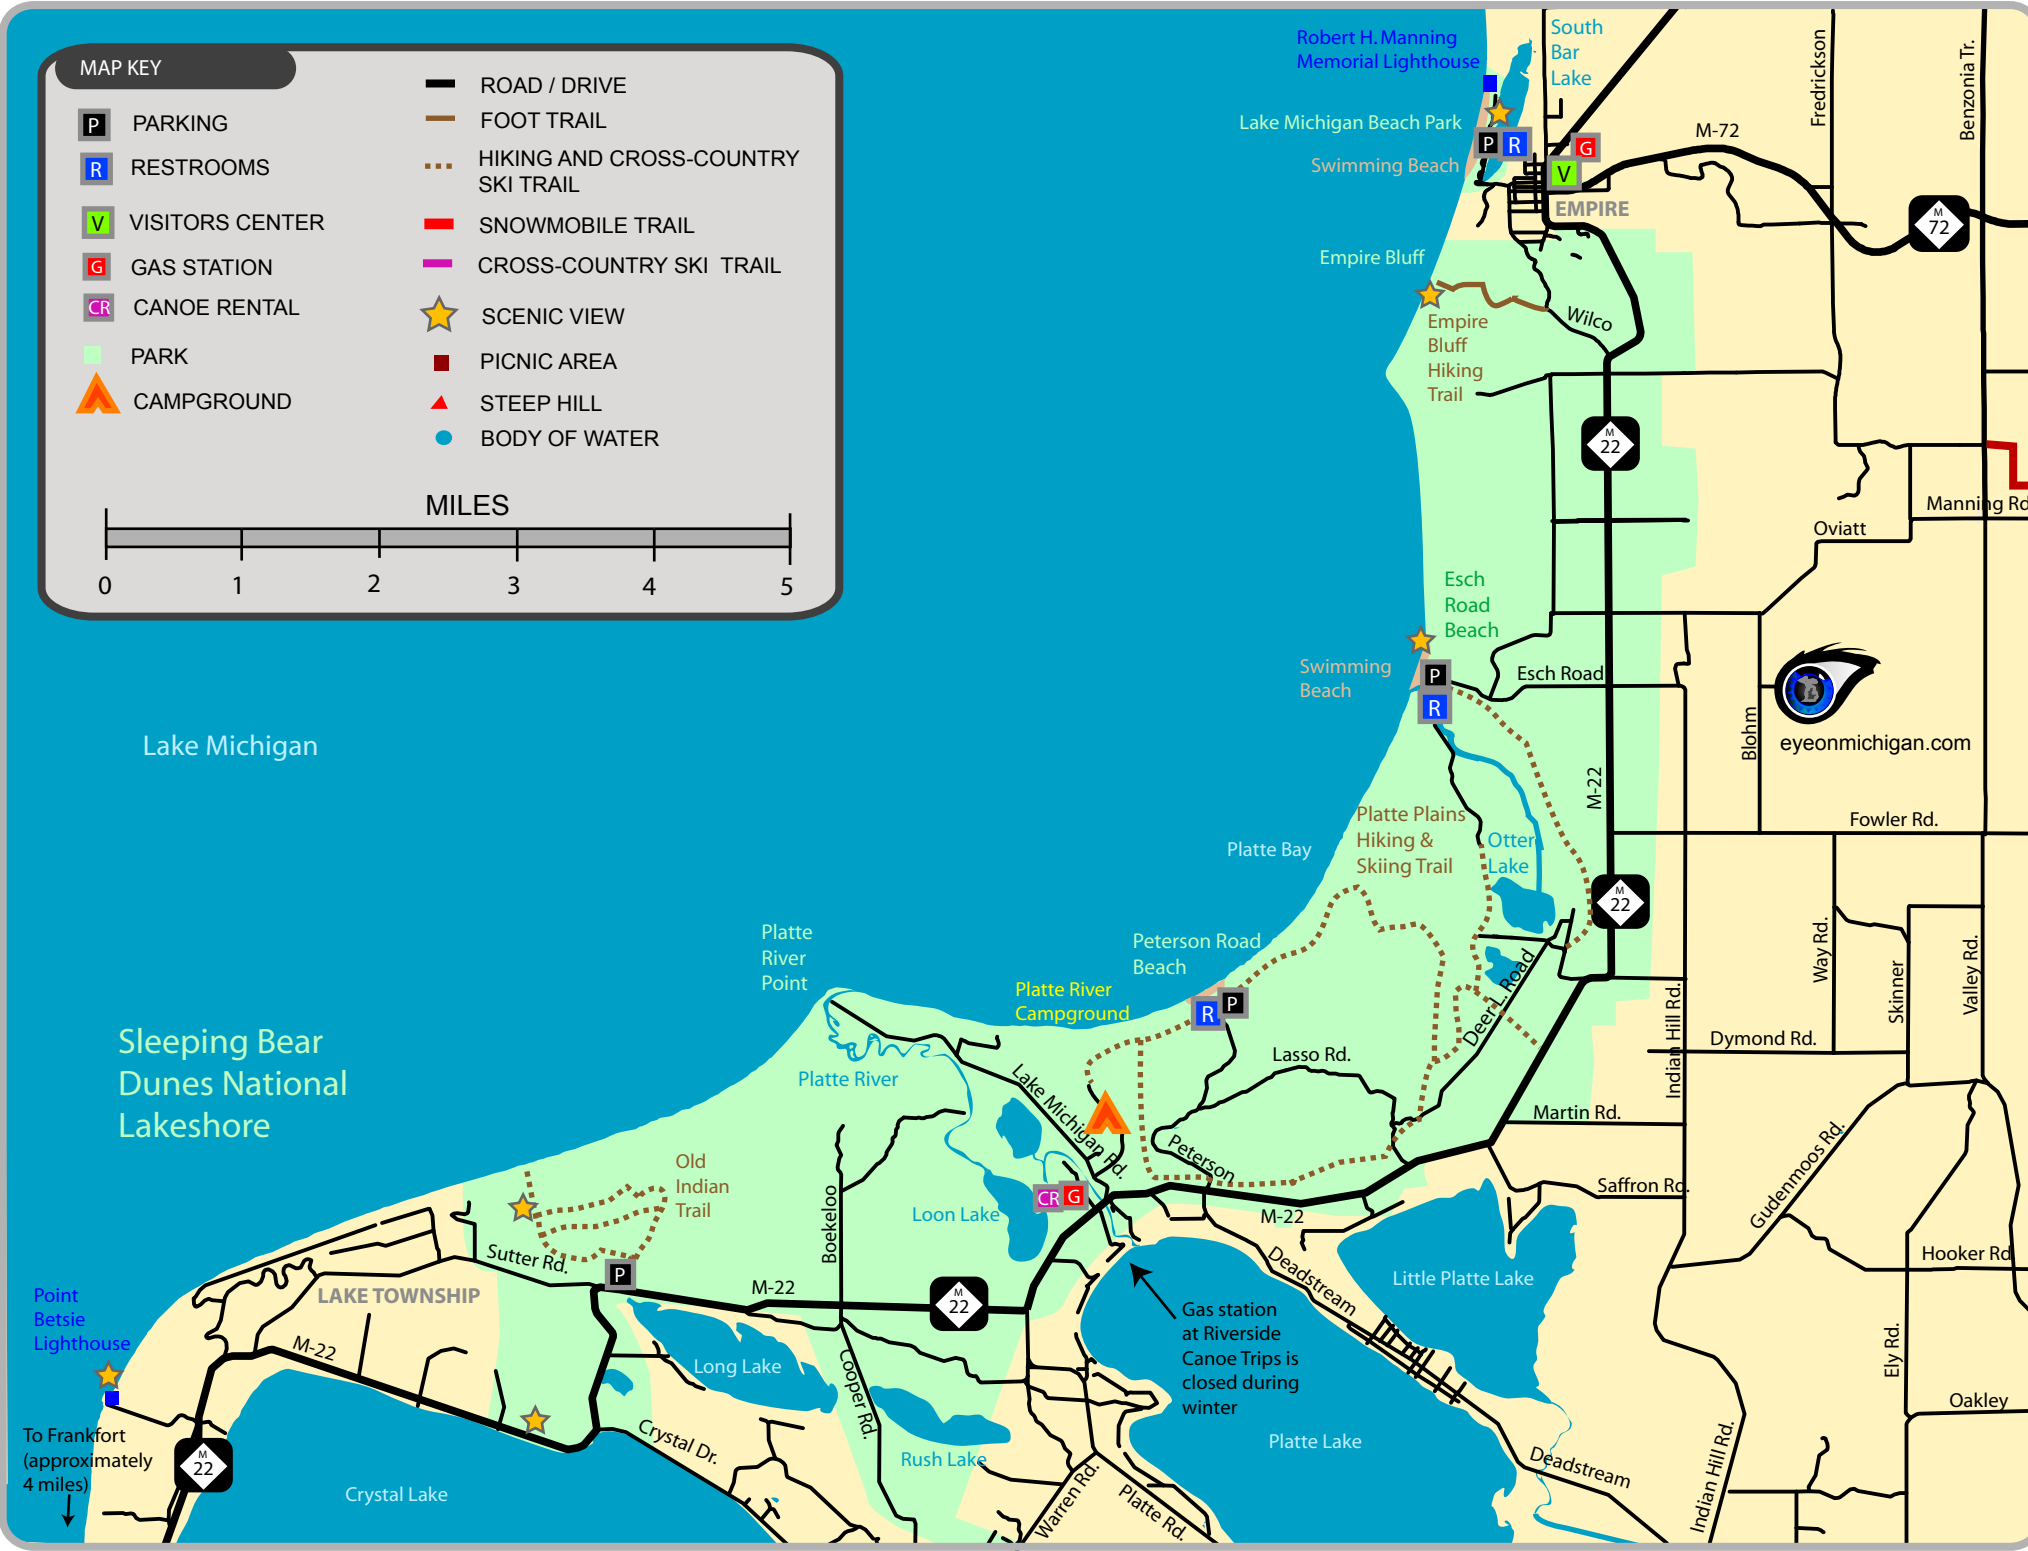 MAP KEY
P PARKING
R RESTROOMS
V VISITORS CENTER
G GAS STATION
CR CANOE RENTAL
PARK
CAMPGROUND
ROAD / DRIVE
FOOT TRAIL
HIKING AND CROSS-COUNTRY
SKI TRAIL
SNOWMOBILE TRAIL
CROSS-COUNTRY SKI TRAIL
SCENIC VIEW
PICNIC AREA
STEEP HILL
BODY OF WATER
MILES
0 1 2 3 4 5
Robert H. Manning
Memorial Lighthouse
South
Bar
Lake
Lake Michigan Beach Park
Swimming Beach
P R
G
V
EMPIRE
M-72
Fredrickson
Benzonia Tr.
M
72
Empire Bluff
Empire
Bluff
Hiking
Trail
Wilco
M
22
Manning Rd
Oviatt
Esch
Road
Beach
Swimming
Beach
P
R
Esch Road
Blohm
eyeonmichigan.com
M-22
Fowler Rd.
Lake Michigan
Platte Bay
Platte Plains
Hiking &
Skiing Trail
Otter
Lake
M
22
Way Rd.
Skinner
Valley Rd.
Indian Hill Rd.
Dymond Rd.
Platte
River
Point
Peterson Road
Beach
Platte River
Campground
R P
Deer L. Road
Lasso Rd.
Sleeping Bear
Dunes National
Lakeshore
Platte River
Lake Michigan Rd.
Martin Rd.
Peterson
Gudenmoos Rd.
Old
Indian
Trail
Saffron Rd.
CR G
Loon Lake
Boekeloo
M-22
Sutter Rd.
P
Hooker Rd
Deadstream
Little Platte Lake
M-22
M
22
LAKE TOWNSHIP
Point
Betsie
Lighthouse
Gas station
at Riverside
Canoe Trips is
closed during
winter
M-22
Long Lake
Cooper Rd.
Ely Rd.
Oakley
To Frankfort
(approximately
4 miles)
M
22
Crystal Dr.
Rush Lake
Platte Lake
Deadstream
Indian Hill Rd.
Crystal Lake
Warren Rd.
Platte Rd.